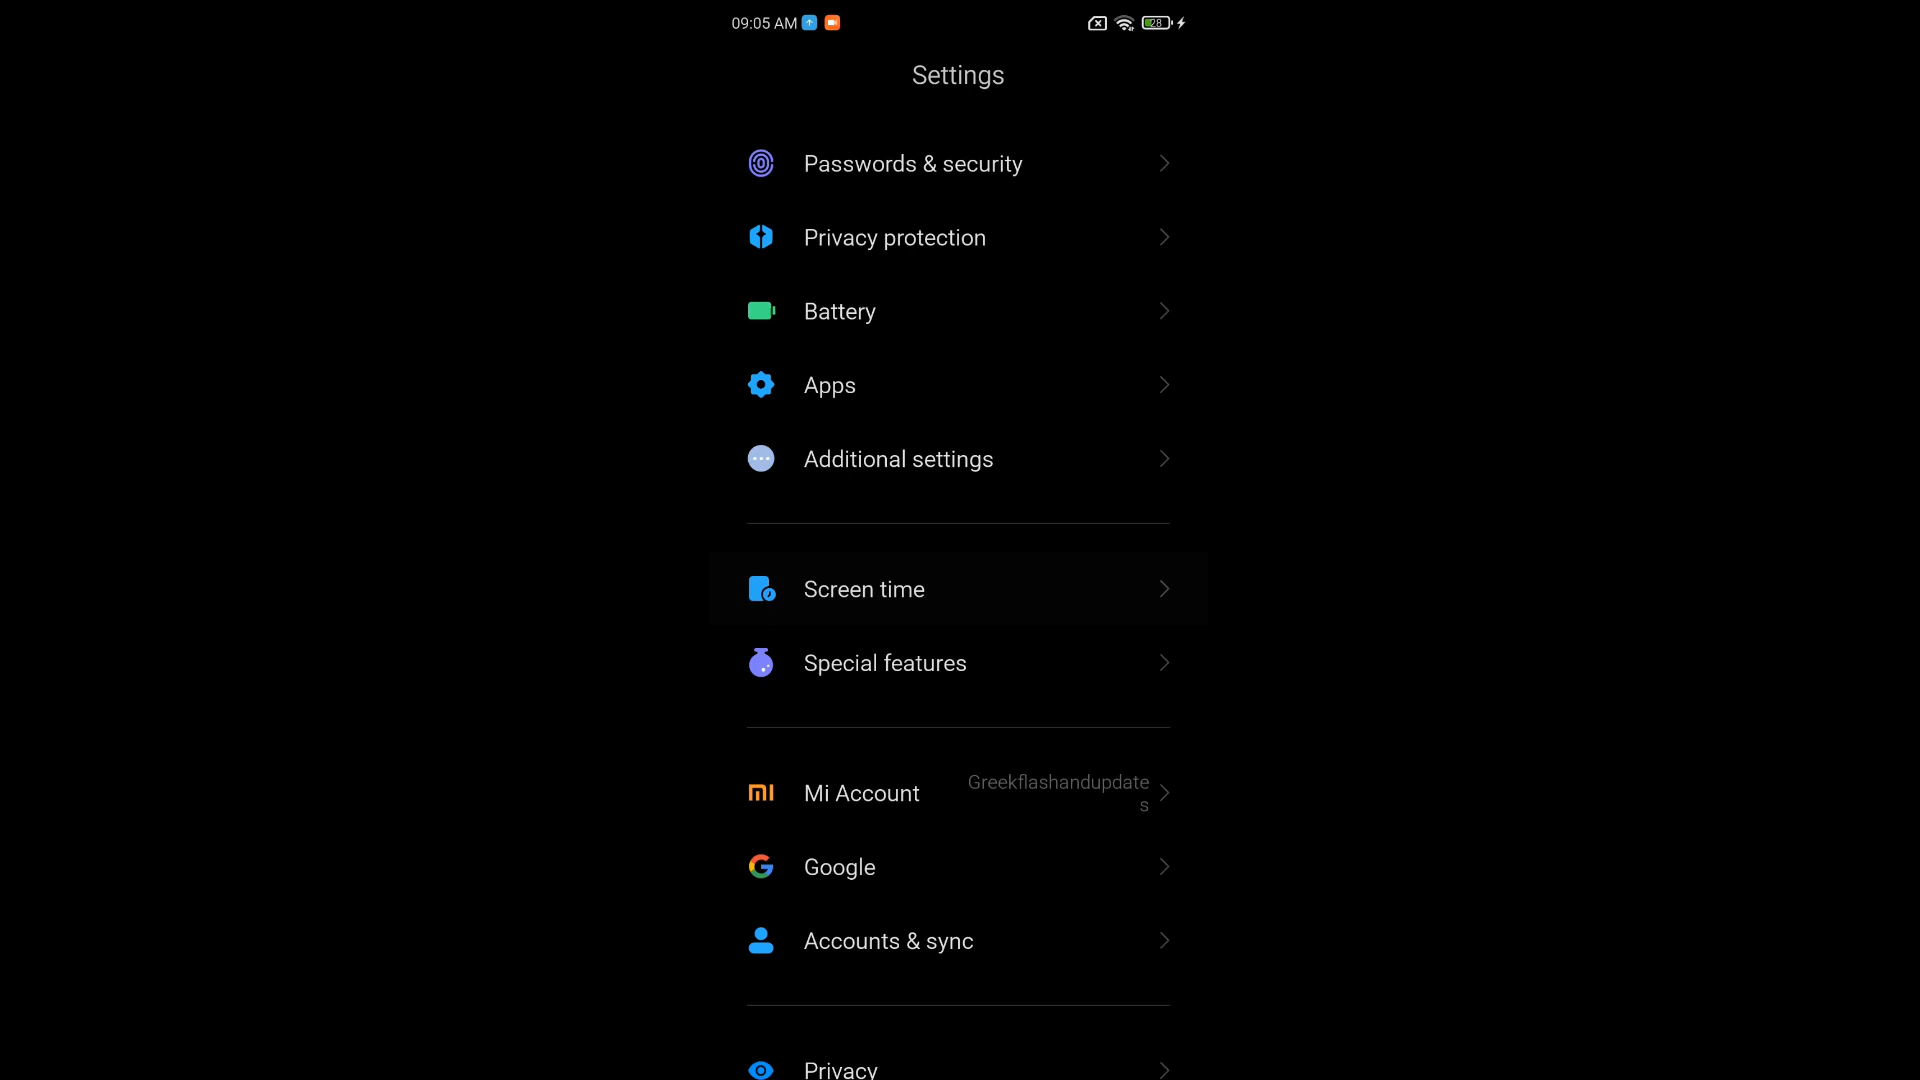 09:05 AM
28
Settings
Passwords & security
Privacy protection
Battery
Apps
Additional settings
Screen time
Special features
Mi Account
Greekflashandupdate
s
Google
Accounts & sync
Privacy